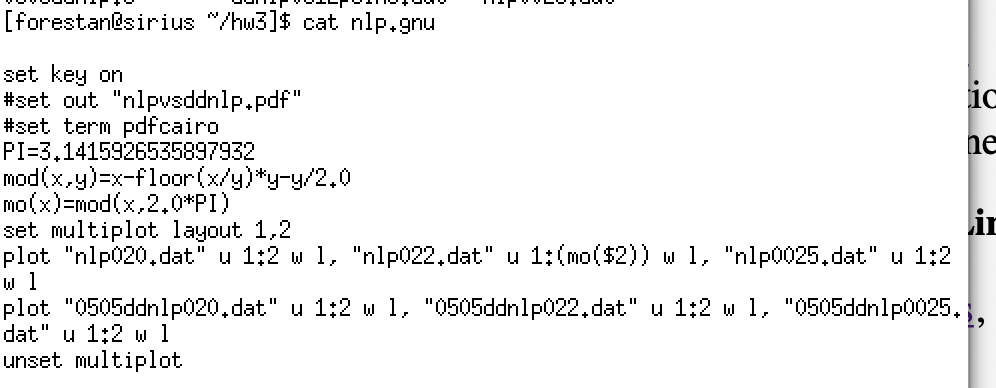 [forestan@sirius ~/hw3]$ cat nlp.gnu
set key on
#set out "nlpvsddnlp.pdf"
#set term pdfcairo
PI=3.1415926535897932
mod(x,y)=x-floor(x/y)*y-y/2.0
mo(x)=mod(x,2.0*PI)
set multiplot layout 1,2
plot "nlp020.dat" u 1:2 w l, "nlp022.dat" u 1:(mo($2)) w l, "nlp0025.dat" u 1:2
w l
plot "0505ddnlp020.dat" u 1:2 w l, "0505ddnlp022.dat" u 1:2 w l, "0505ddnlp0025.
dat" u 1:2 w l
unset multiplot